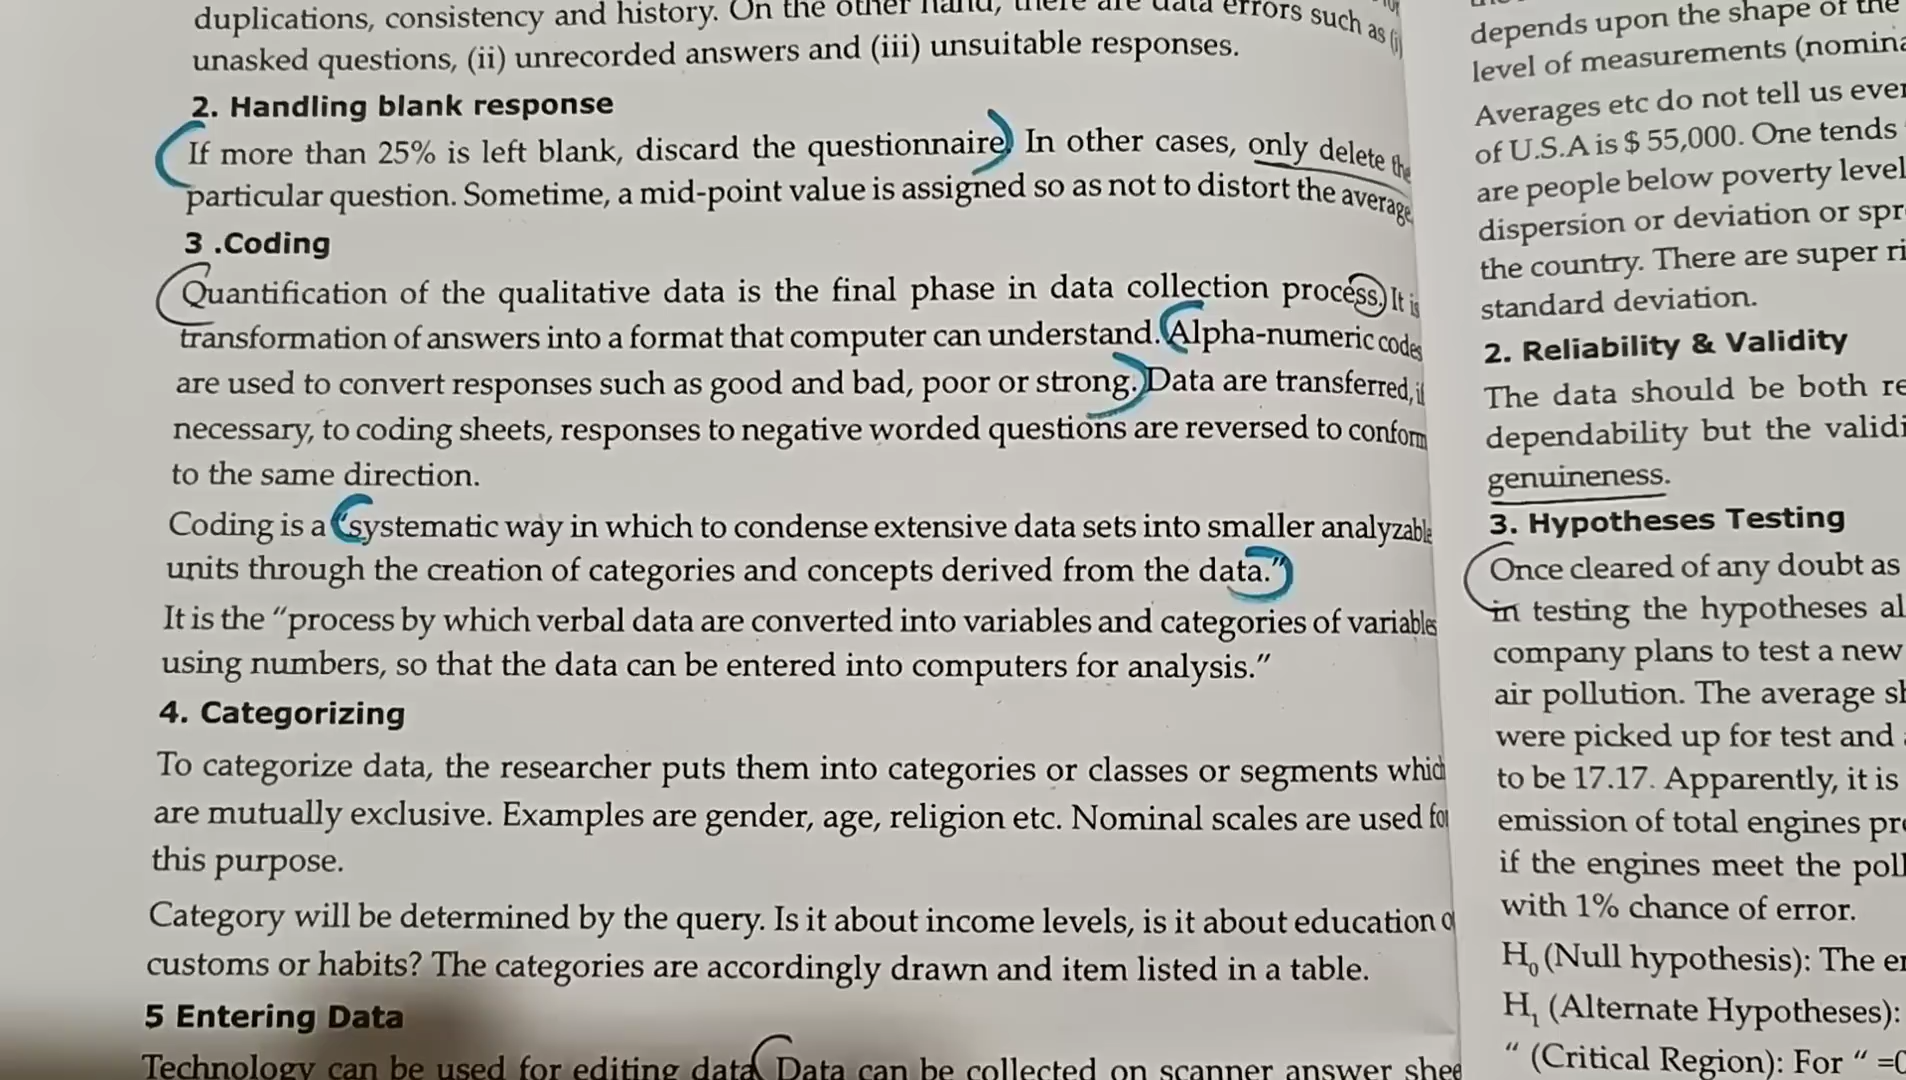 duplications, consistency and history. On the other hand, there are data errors such as (i)
unasked questions, (ii) unrecorded answers and (iii) unsuitable responses.
2. Handling blank response
If more than 25% is left blank, discard the questionnaire. In other cases, only delete the
particular question. Sometime, a mid-point value is assigned so as not to distort the average
3 .Coding
Quantification of the qualitative data is the final phase in data collection process. It is
transformation of answers into a format that computer can understand. Alpha-numeric codes
are used to convert responses such as good and bad, poor or strong. Data are transferred, if
necessary, to coding sheets, responses to negative worded questions are reversed to conform
to the same direction.
Coding is a “systematic way in which to condense extensive data sets into smaller analyzable
units through the creation of categories and concepts derived from the data.”
It is the “process by which verbal data are converted into variables and categories of variables
using numbers, so that the data can be entered into computers for analysis.”
4. Categorizing
To categorize data, the researcher puts them into categories or classes or segments which
are mutually exclusive. Examples are gender, age, religion etc. Nominal scales are used for
this purpose.
Category will be determined by the query. Is it about income levels, is it about education
customs or habits? The categories are accordingly drawn and item listed in a table.
5 Entering Data
Technology can be used for editing data. Data can be collected on scanner answer
depends upon the shape of the
level of measurements
Averages etc do not tell us
of U.S.A is $ 55,000. One tends
are people below poverty level
dispersion or deviation or
the country. There are super
standard deviation.
2. Reliability & Validity
The data should be both
dependability but the
genuineness.
3. Hypotheses Testing
Once cleared of any doubt as
in testing the hypotheses
company plans to test a new
air pollution. The average
were picked up for test and
to be 17.17. Apparently, it is
emission of total engines
if the engines meet the
with 1% chance of error.
H₀ (Null hypothesis): The
H₁ (Alternate Hypotheses):
“ (Critical Region): For “ =